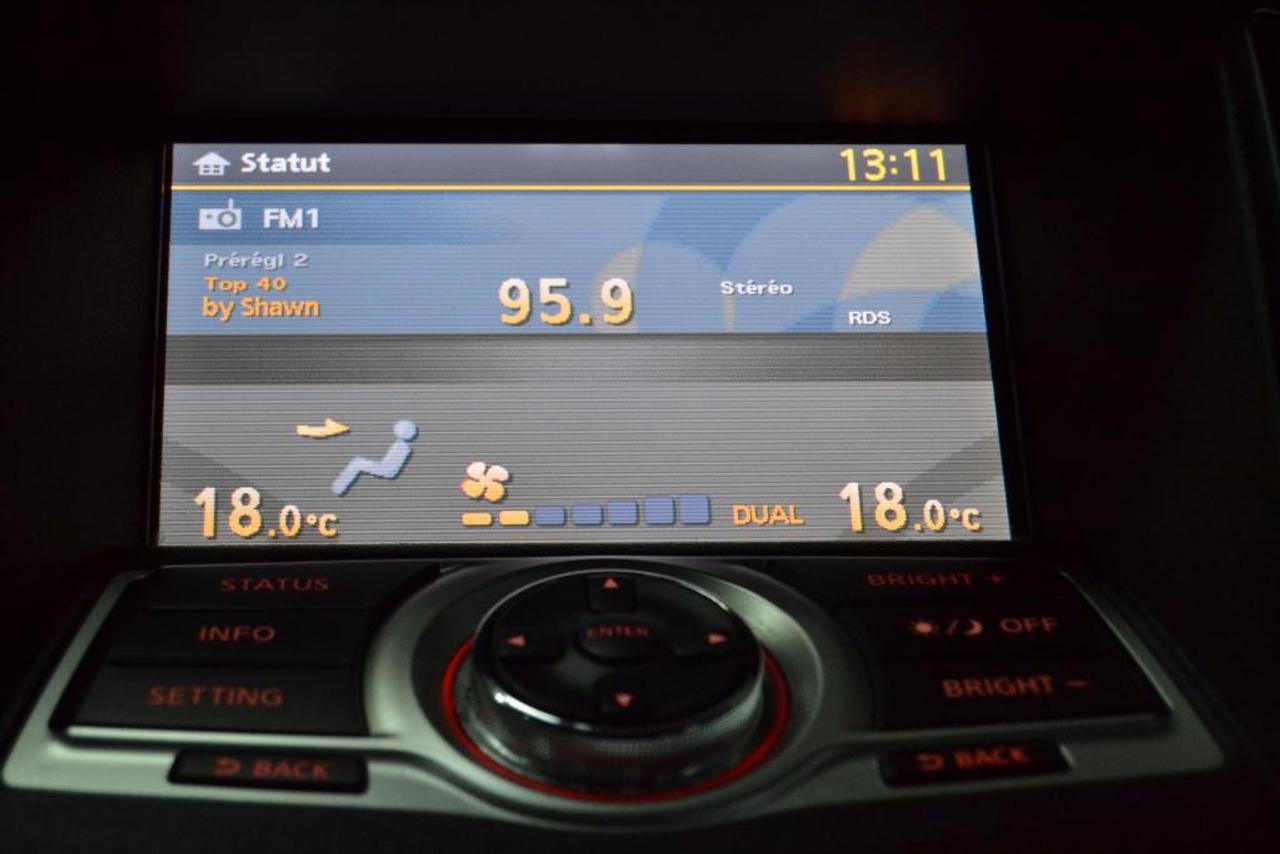 Statut 13:11
FM1
Prérégl 2
Top 40
by Shawn
95.9
Stéréo
RDS
18.0°C
DUAL
18.0°C
STATUS
INFO
SETTING
BACK
ENTER
BRIGHT +
/ OFF
BRIGHT -
BACK